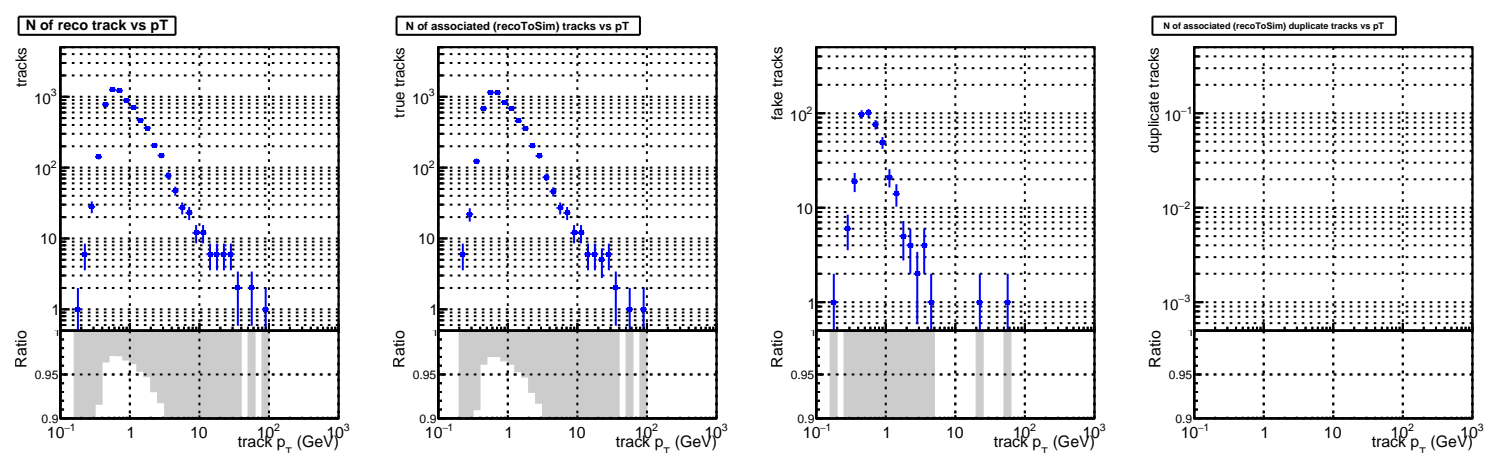 N of reco track vs pT
tracks
10³
10²
10
1
Ratio
1
0.95
0.9
10⁻¹ 1 10 10² 10³
track p_T (GeV)
N of associated (recoToSim) tracks vs pT
true tracks
10³
10²
10
1
Ratio
1
0.95
0.9
10⁻¹ 1 10 10² 10³
track p_T (GeV)
fake tracks
10²
10
1
Ratio
1
0.95
0.9
10⁻¹ 1 10 10² 10³
track p_T (GeV)
N of associated (recoToSim) duplicate tracks vs pT
duplicate tracks
10⁻¹
10⁻²
10⁻³
Ratio
1
0.95
0.9
10⁻¹ 1 10 10² 10³
track p_T (GeV)